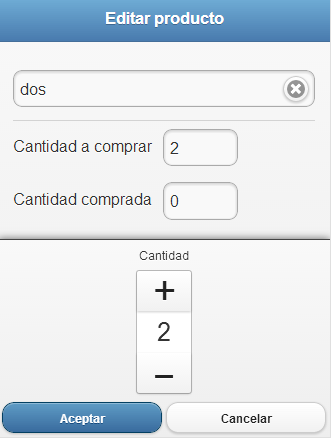 Editar producto
dos
Cantidad a comprar 2
Cantidad comprada 0
Cantidad
+
2
–
Aceptar Cancelar